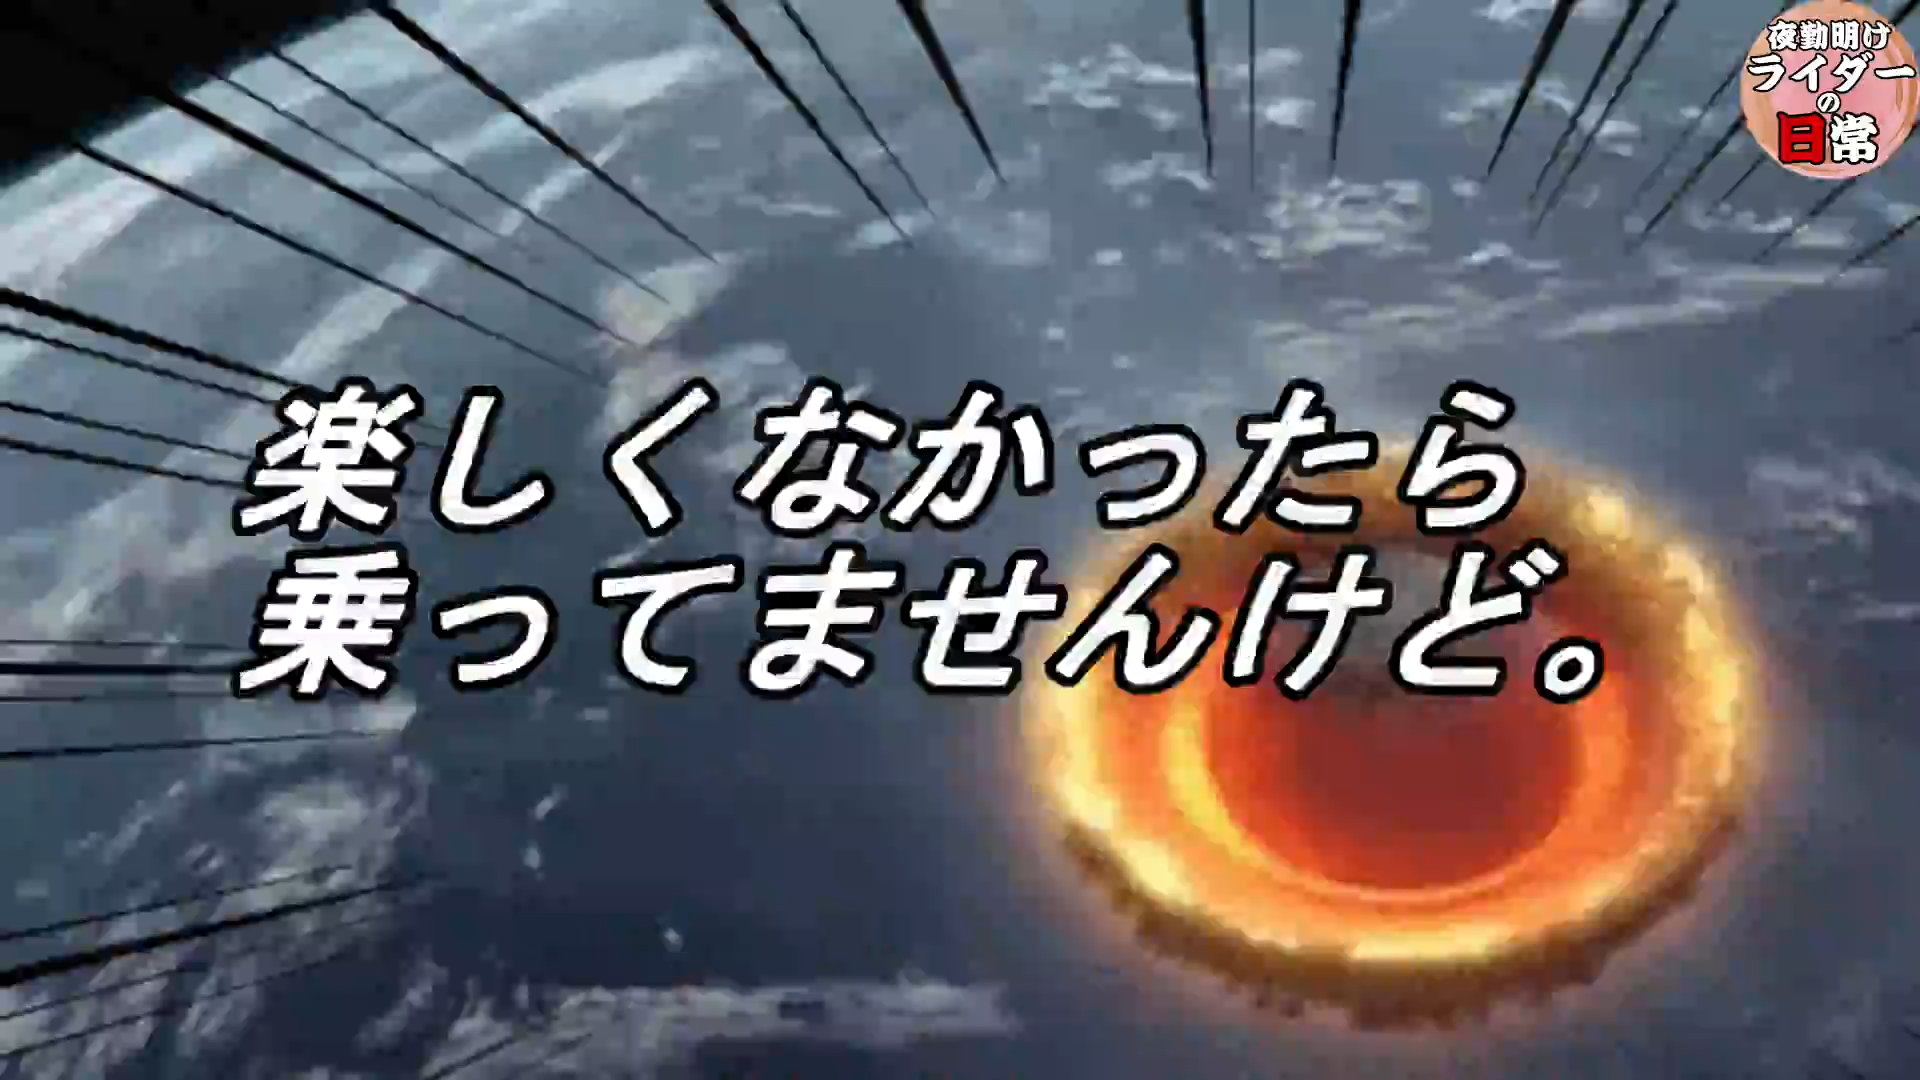 夜勤明け
ライダー
の
日常
楽しくなかったら
乗ってませんけど。